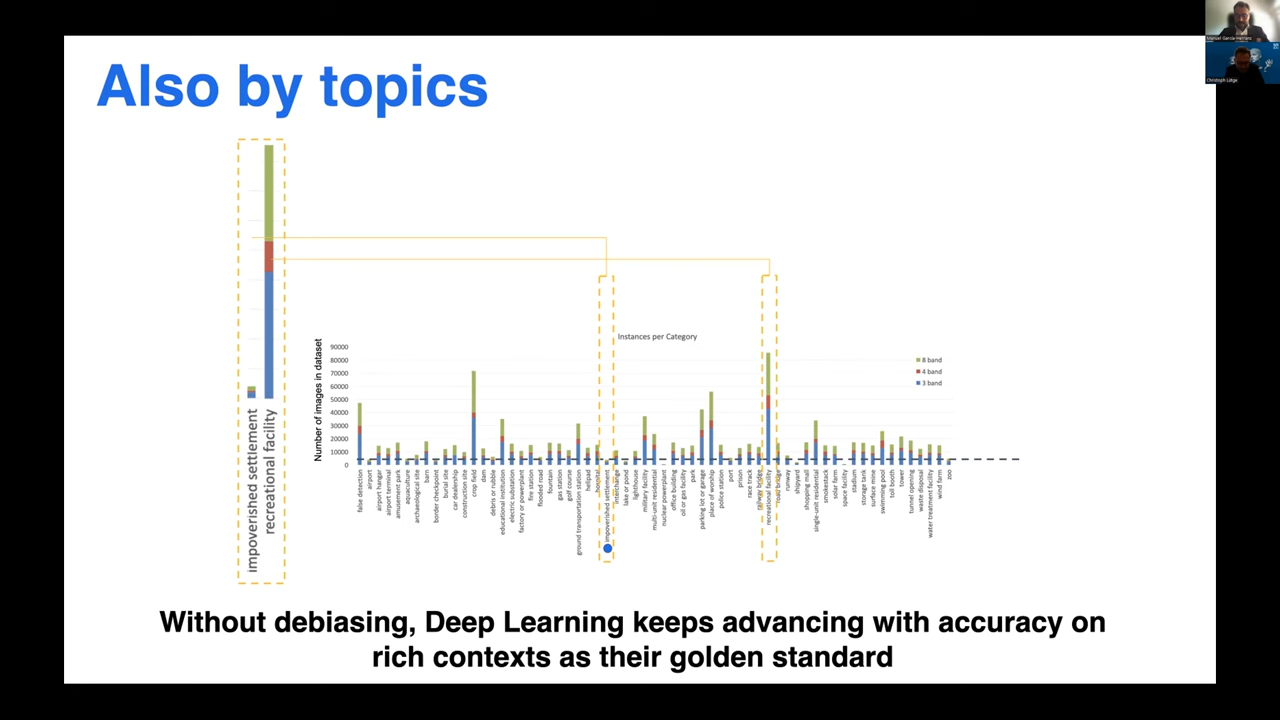 Also by topics
impoverished settlement
recreational facility
Instances per Category
Number of images in dataset
90000
80000
70000
60000
50000
40000
30000
20000
10000
0
8 band
4 band
3 band
false detection
airport
airport hangar
airport terminal
amusement park
aquaculture
archaeological site
barn
border checkpoint
burial site
car dealership
construction site
crop field
dam
debris or rubble
educational institution
electric substation
factory or powerplant
fire station
flooded road
fountain
gas station
golf course
ground transportation station
helipad
impoverished settlement
interchange
lake or pond
lighthouse
military facility
multi-unit residential
nuclear powerplant
office building
oil or gas facility
park
parking lot or garage
place of worship
police station
port
prison
race track
railway bridge
recreational facility
road bridge
runway
shipyard
shopping mall
single-unit residential
smokestack
solar farm
space facility
stadium
storage tank
surface mine
swimming pool
toll booth
tower
tunnel opening
waste disposal
water treatment facility
wind farm
zoo
Without debiasing, Deep Learning keeps advancing with accuracy on
rich contexts as their golden standard
Manuel Garcia-Herranz
Christoph Lütge